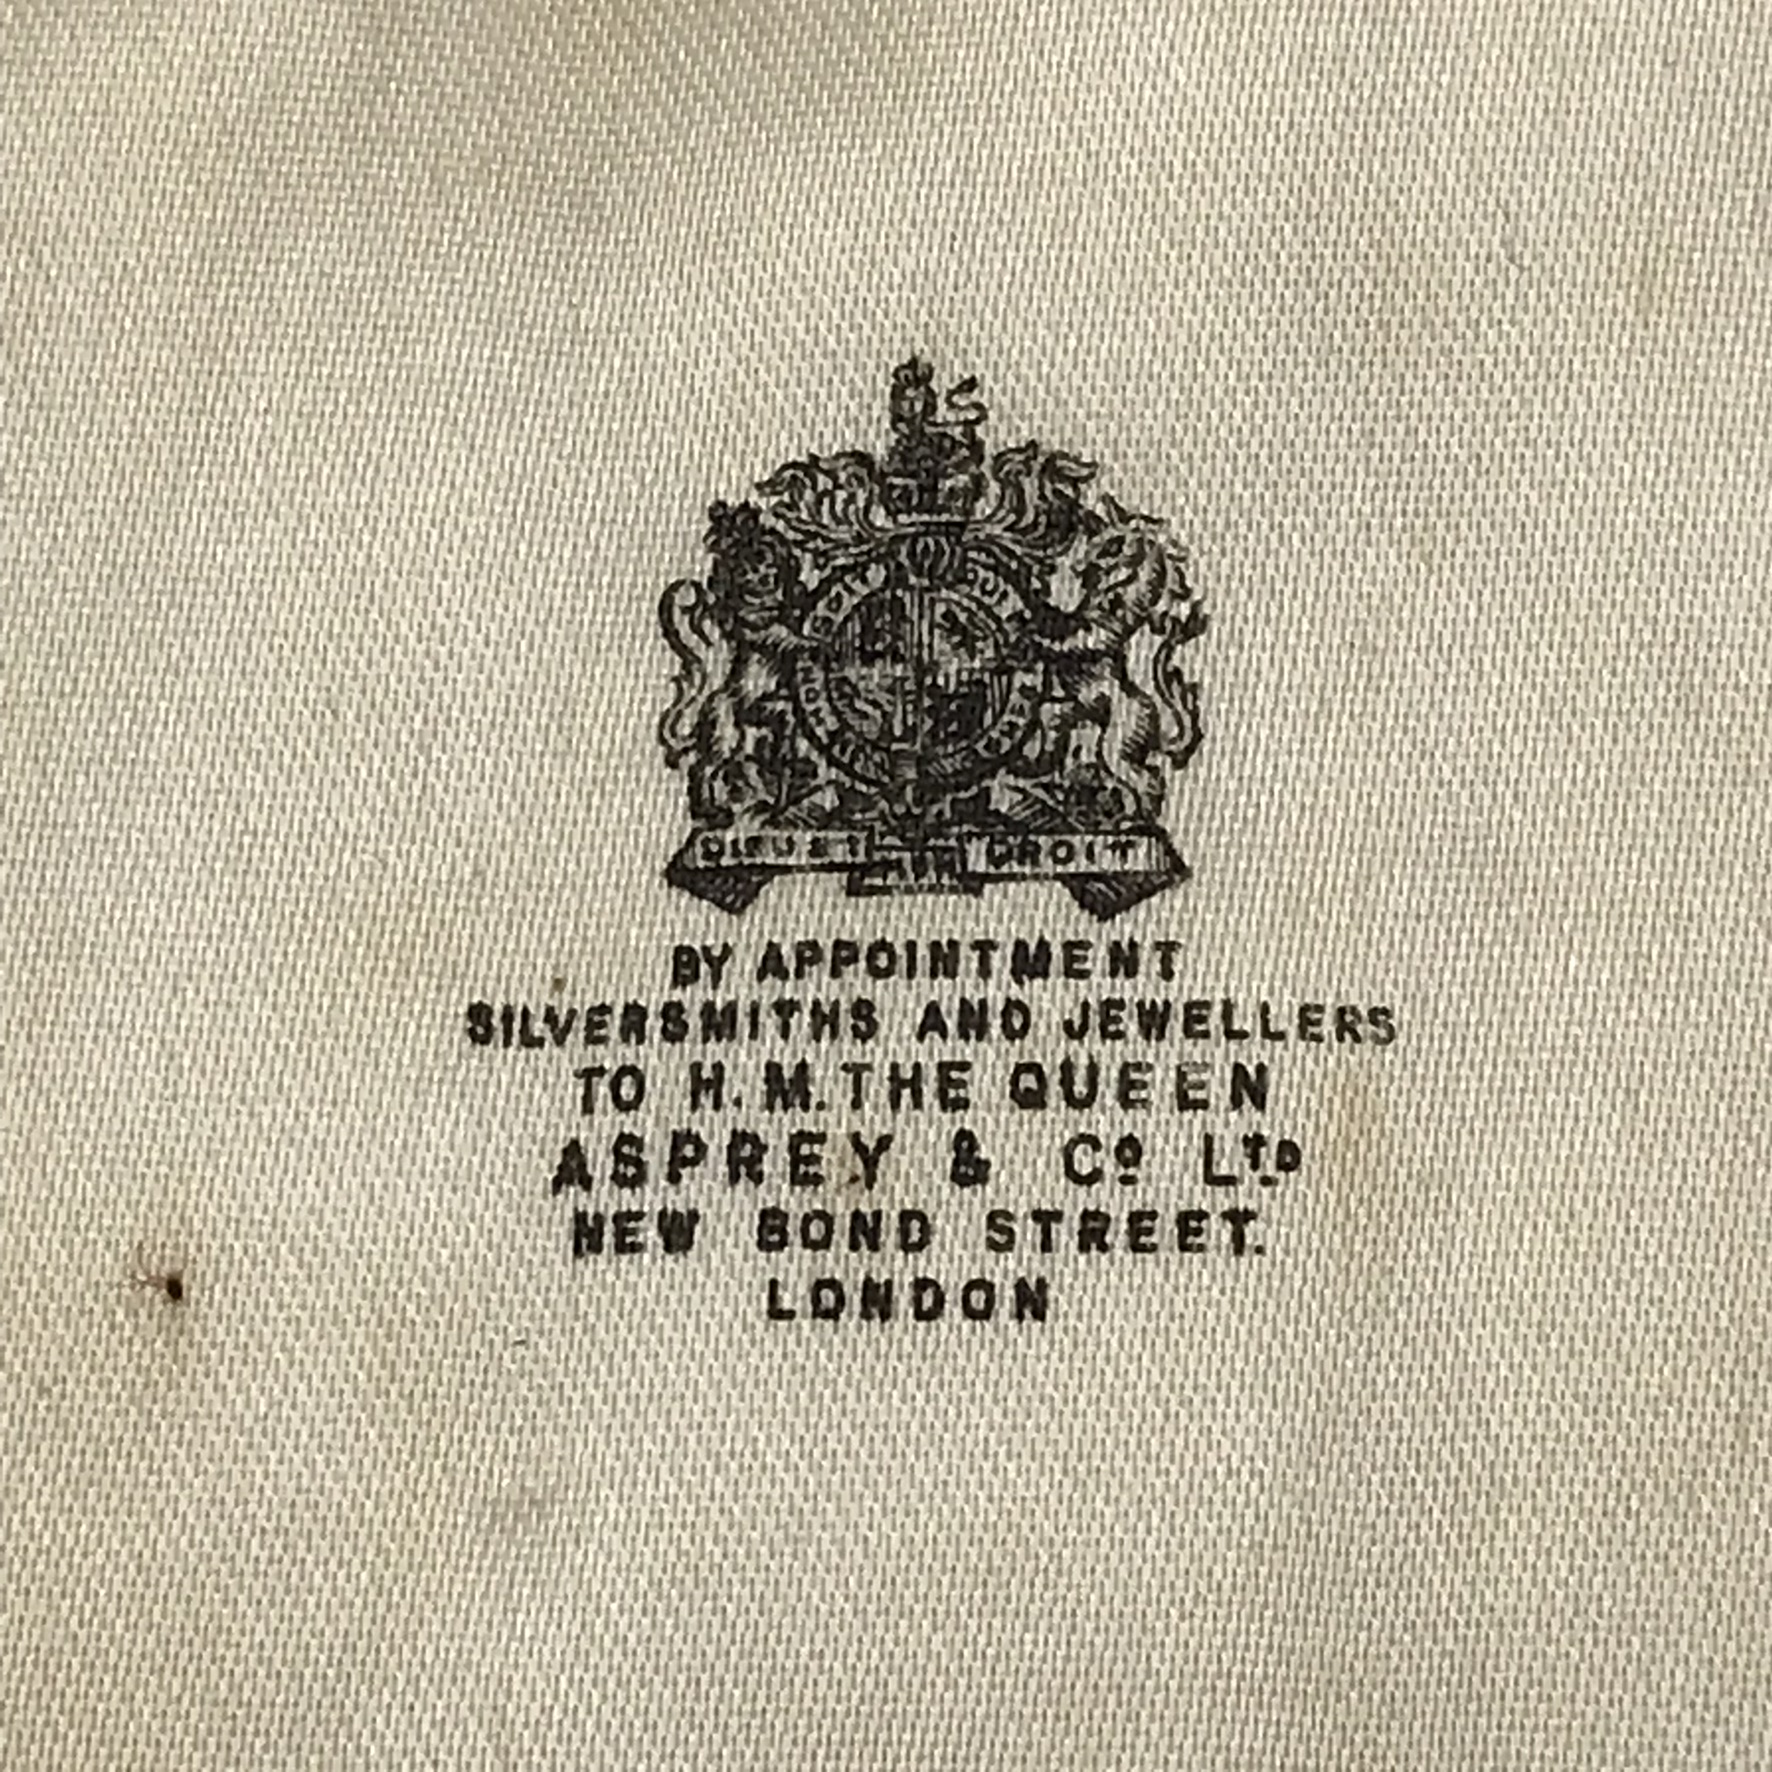 DIEU ET DROIT
BY APPOINTMENT
SILVERSMITHS AND JEWELLERS
TO H.M. THE QUEEN
ASPREY & Co LTD
NEW BOND STREET.
LONDON